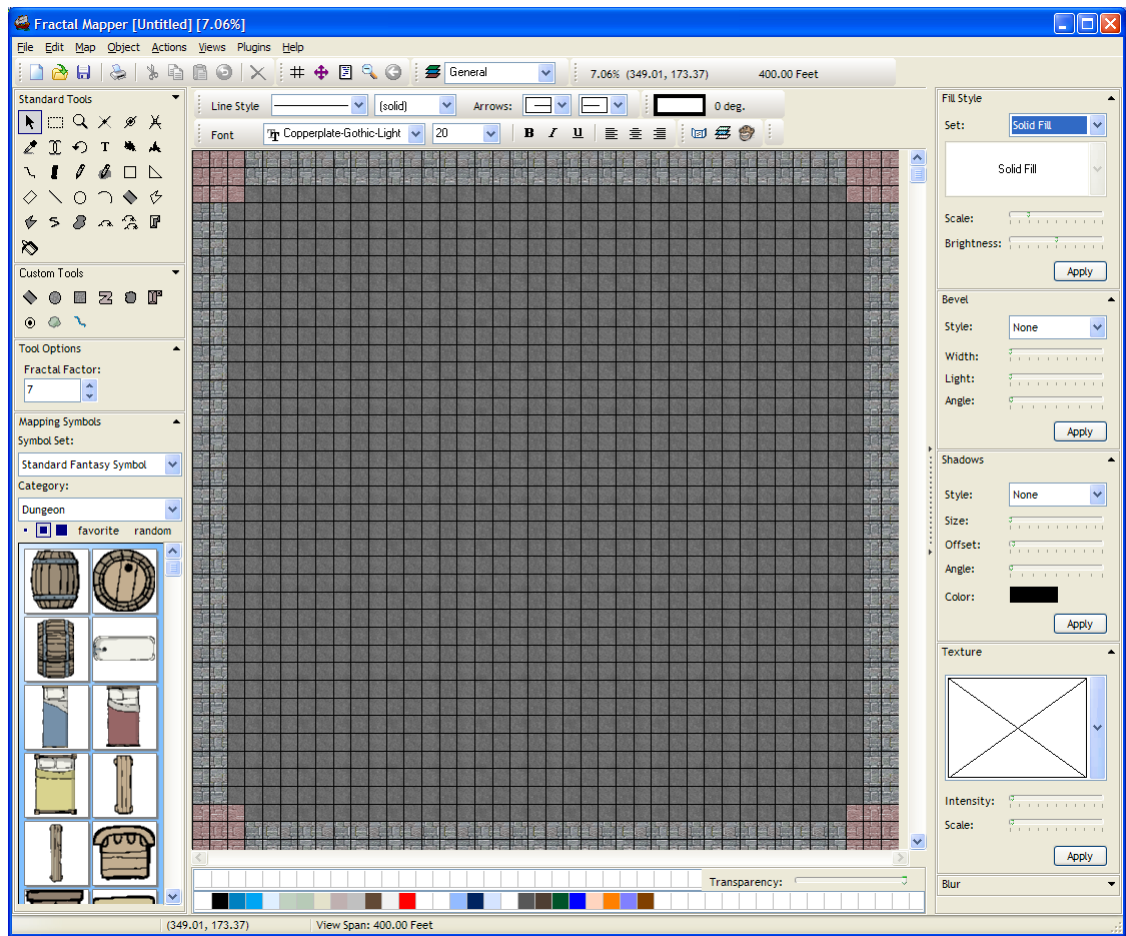 Fractal Mapper [Untitled] [7.06%]
File Edit Map Object Actions Views Plugins Help
General
7.06% (349.01, 173.37) 400.00 Feet
Standard Tools
Custom Tools
Tool Options
Fractal Factor:
7
Mapping Symbols
Symbol Set:
Standard Fantasy Symbol
Category:
Dungeon
favorite random
Line Style (solid) Arrows: 0 deg.
Font Copperplate-Gothic-Light 20 B I U
Transparency:
Fill Style
Set: Solid Fill
Solid Fill
Scale:
Brightness:
Apply
Bevel
Style: None
Width:
Light:
Angle:
Apply
Shadows
Style: None
Size:
Offset:
Angle:
Color:
Apply
Texture
Intensity:
Scale:
Apply
Blur
(349.01, 173.37) View Span: 400.00 Feet